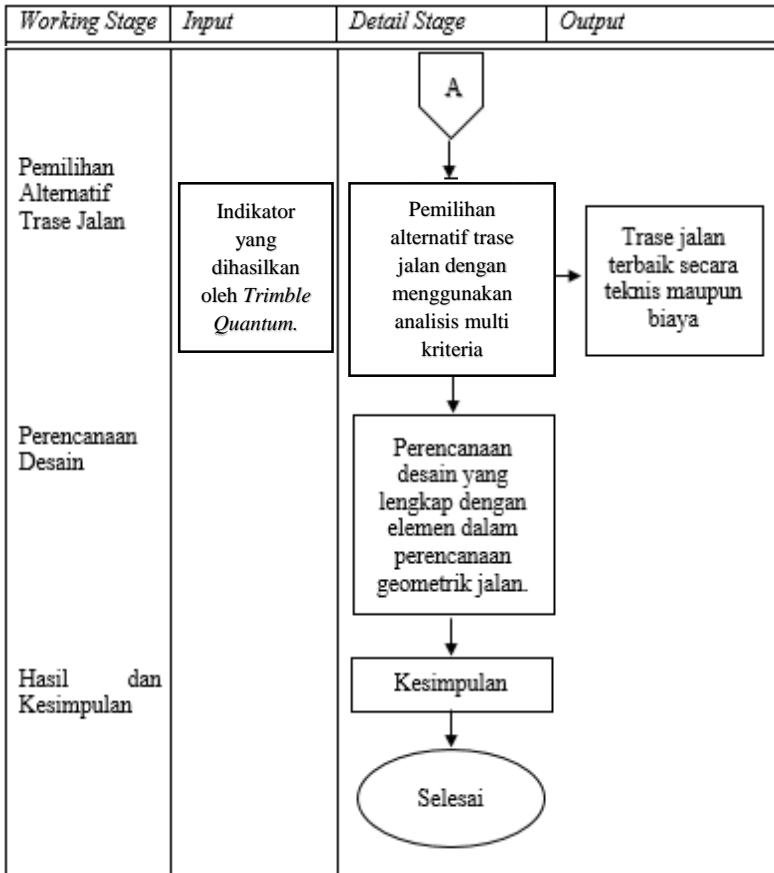 Working Stage
Input
Detail Stage
Output
A
Pemilihan
Alternatif
Trase Jalan
Indikator
yang
dihasilkan
oleh Trimble
Quantum.
Pemilihan
alternatif trase
jalan dengan
menggunakan
analisis multi
kriteria
Trase jalan
terbaik secara
teknis maupun
biaya
Perencanaan
Desain
Perencanaan
desain yang
lengkap dengan
elemen dalam
perencanaan
geometrik jalan.
Hasil dan
Kesimpulan
Kesimpulan
Selesai